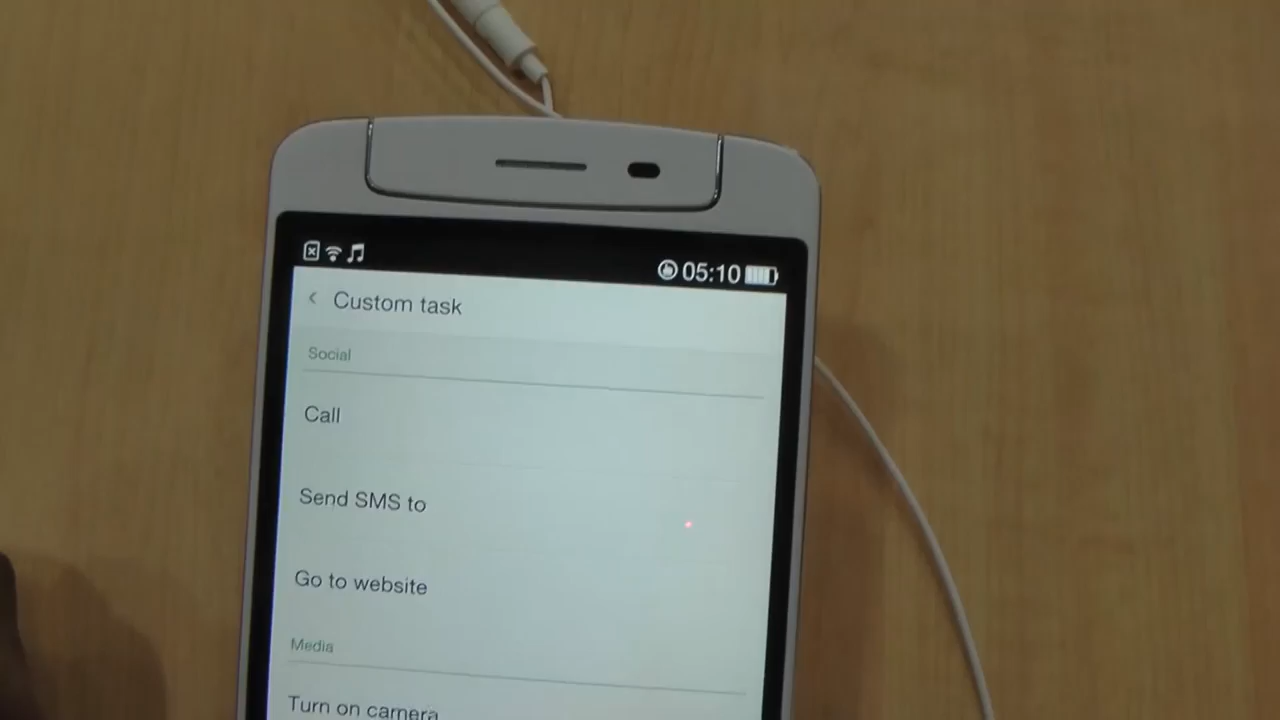 05:10
Custom task
Social
Call
Send SMS to
Go to website
Media
Turn on camera